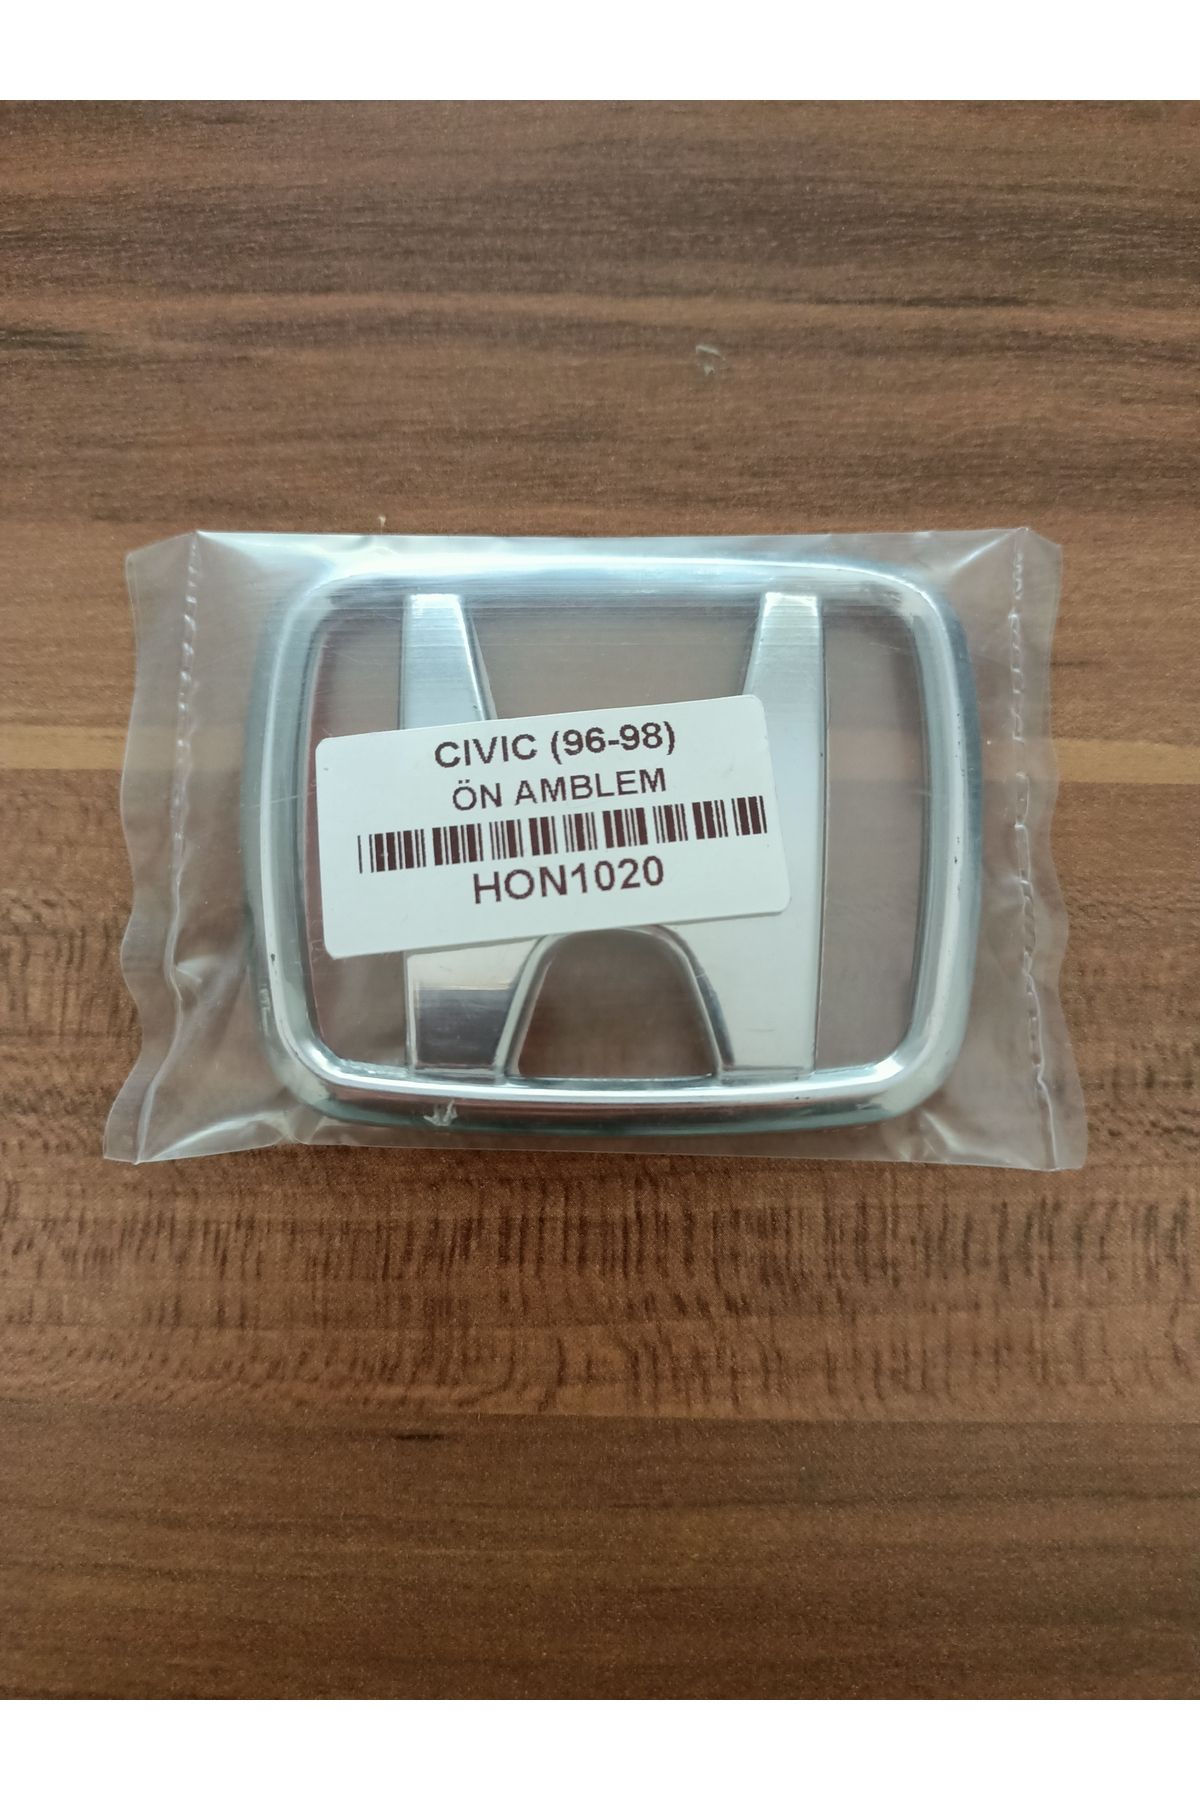 CIVIC (96-98)
ÖN AMBLEM
HON1020